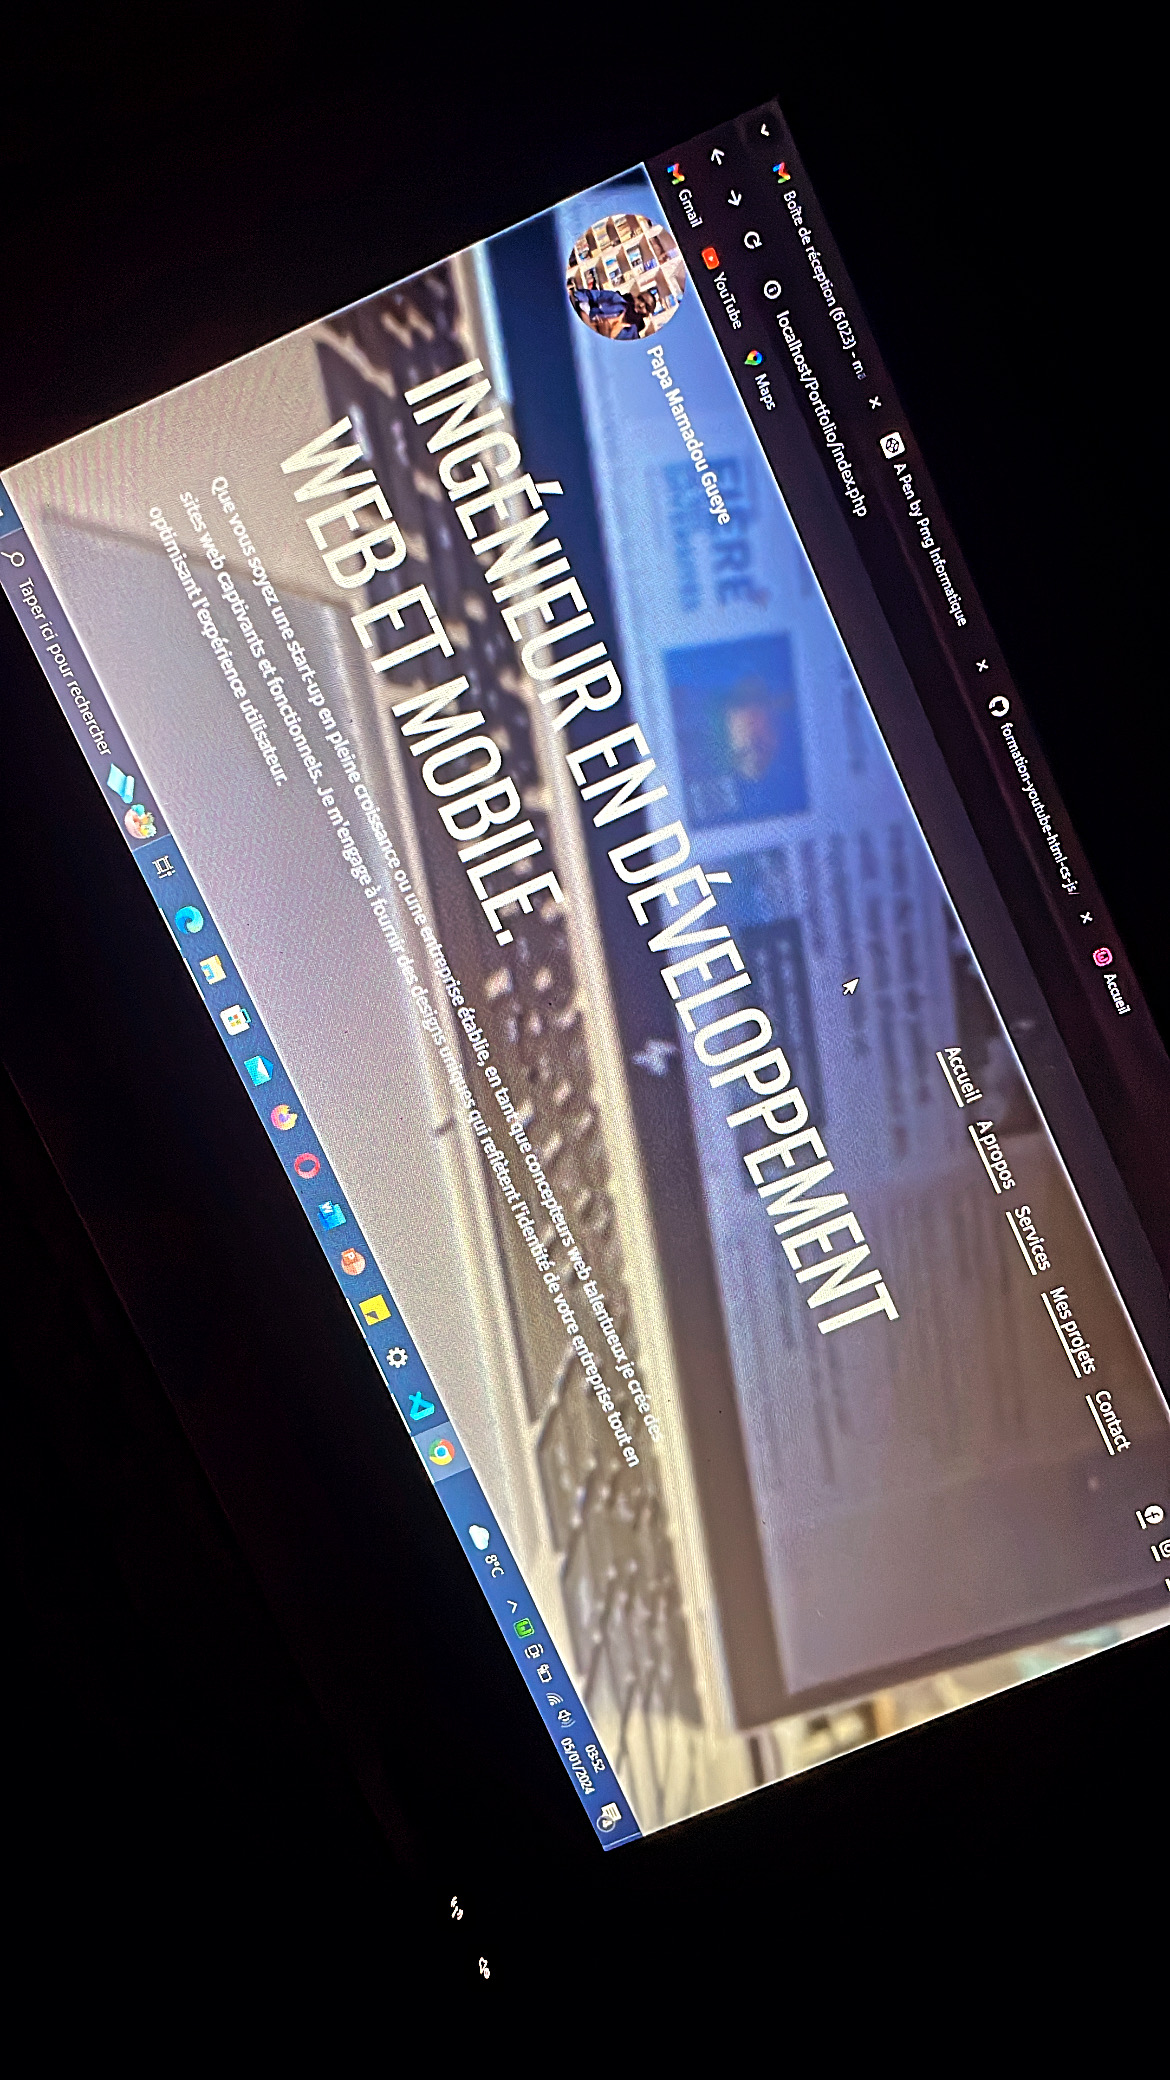 Boîte de réception (6023) - ma
A Pen by Pmg Informatique
formation-youtube-html-cs-js/
Accueil
localhost/Portfolio/index.php
Gmail
YouTube
Maps
Papa Mamadou Gueye
Accueil
A propos
Services
Mes projets
Contact
INGÉNIEUR EN DÉVELOPPEMENT
WEB ET MOBILE.
Que vous soyez une start-up en pleine croissance ou une entreprise établie, en tant que concepteurs web talentueux je crée des
sites web captivants et fonctionnels. Je m'engage à fournir des designs uniques qui reflètent l'identité de votre entreprise tout en
optimisant l'expérience utilisateur.
Taper ici pour rechercher
8°C
03:52
05/01/2024
4